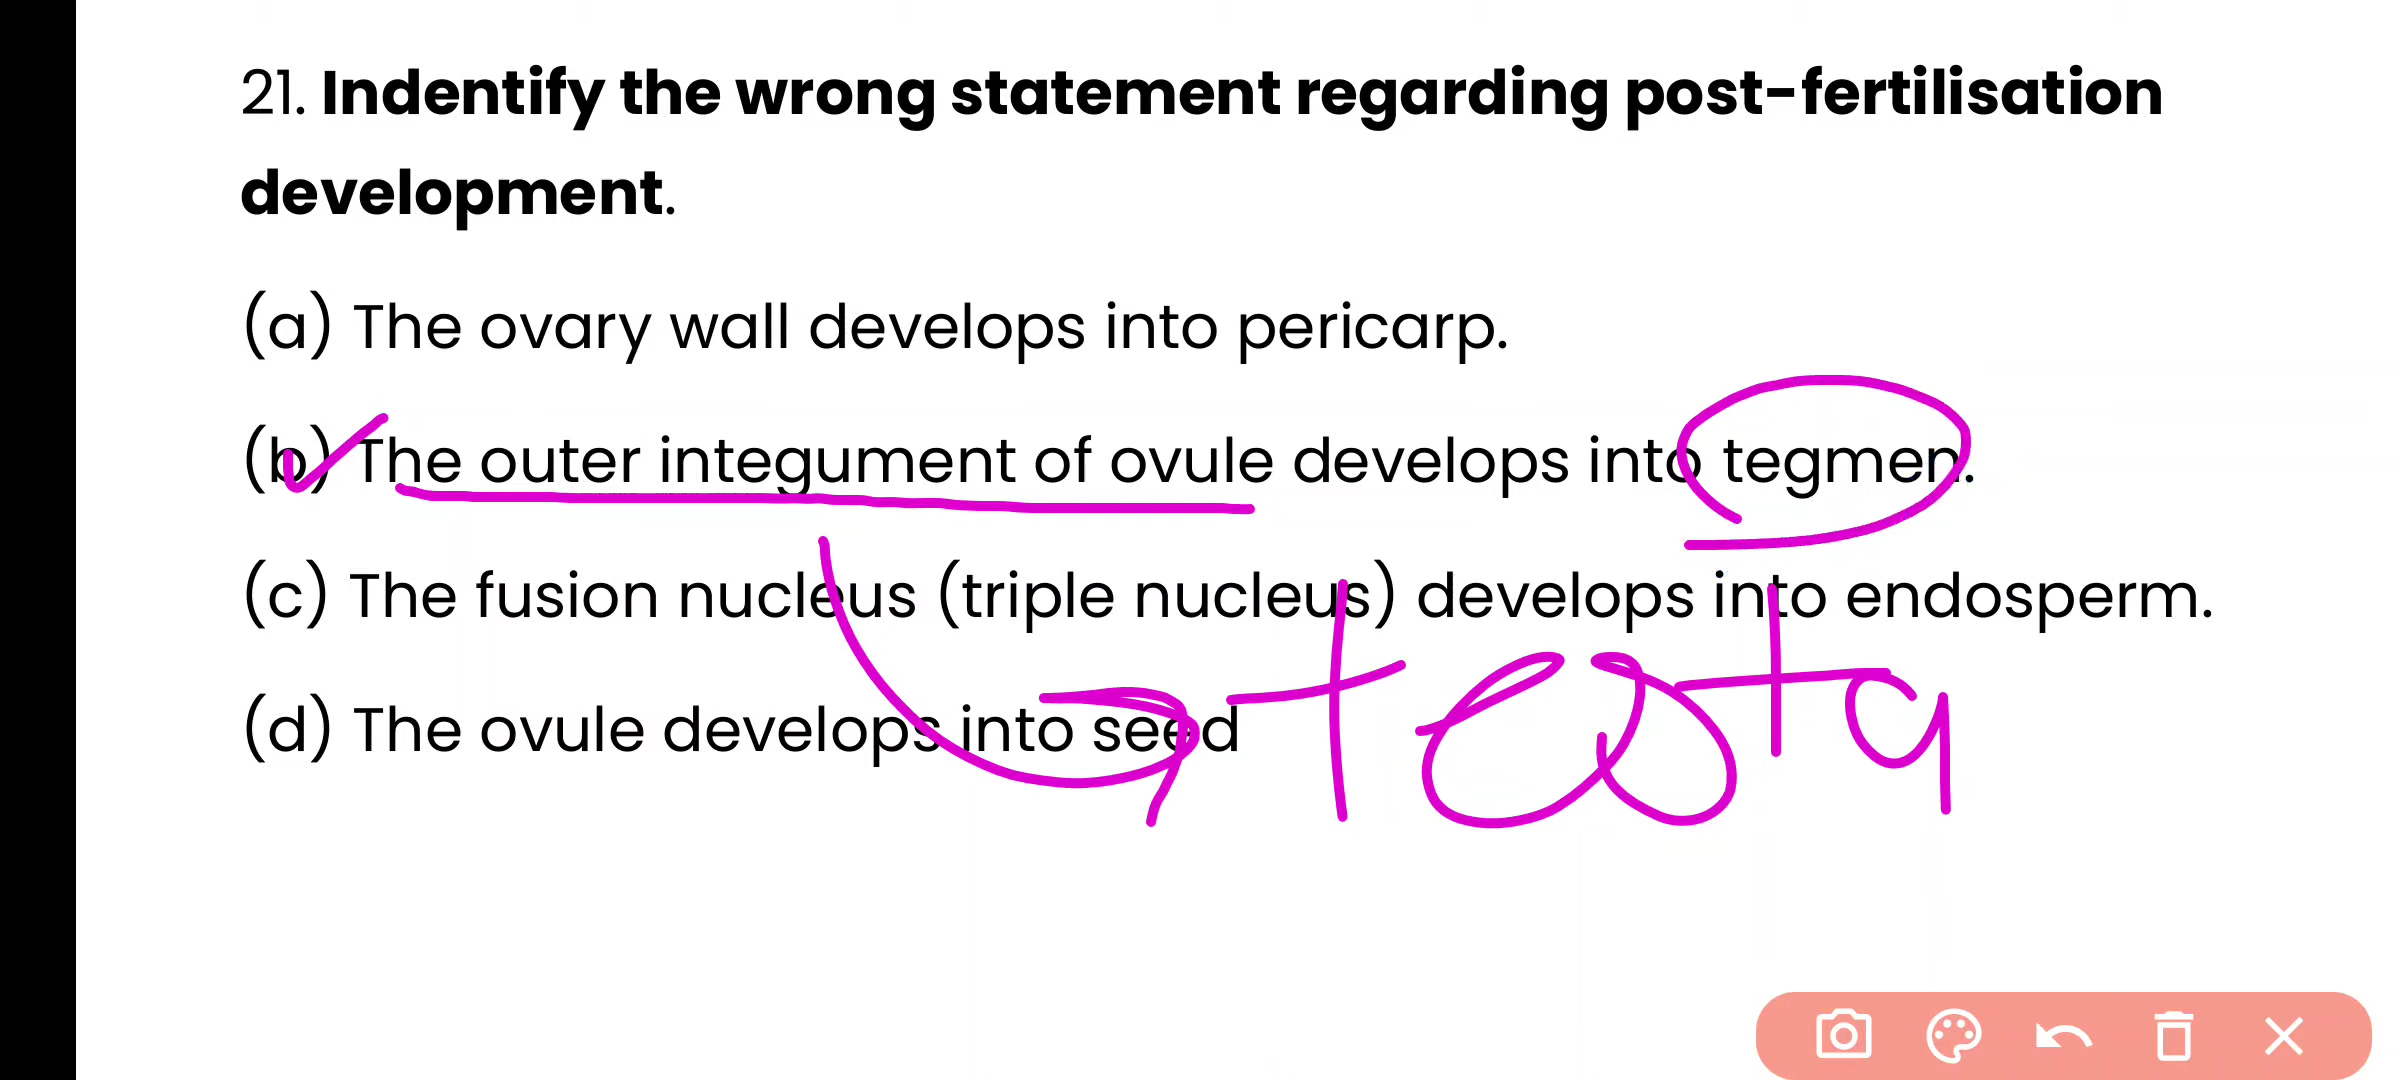 21. Indentify the wrong statement regarding post-fertilisation
development.
(a) The ovary wall develops into pericarp.
(b) The outer integument of ovule develops into tegmen.
(c) The fusion nucleus (triple nucleus) develops into endosperm.
(d) The ovule develops into seed
testa